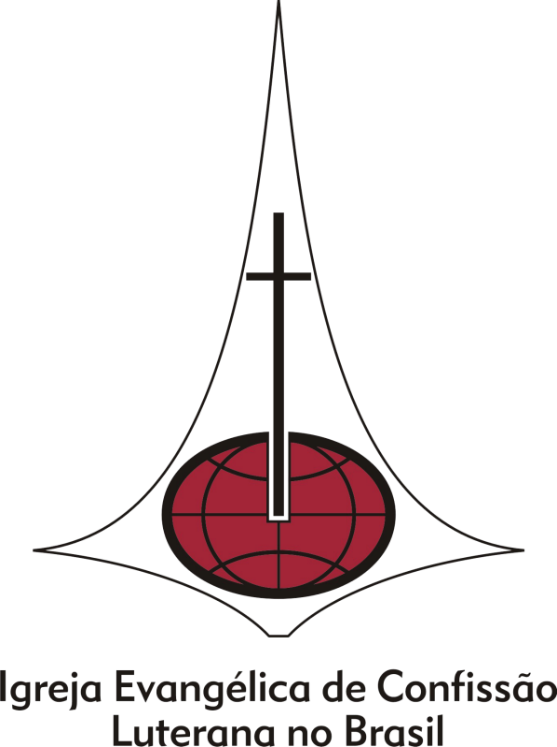 Igreja Evangélica de Confissão
Luterana no Brasil